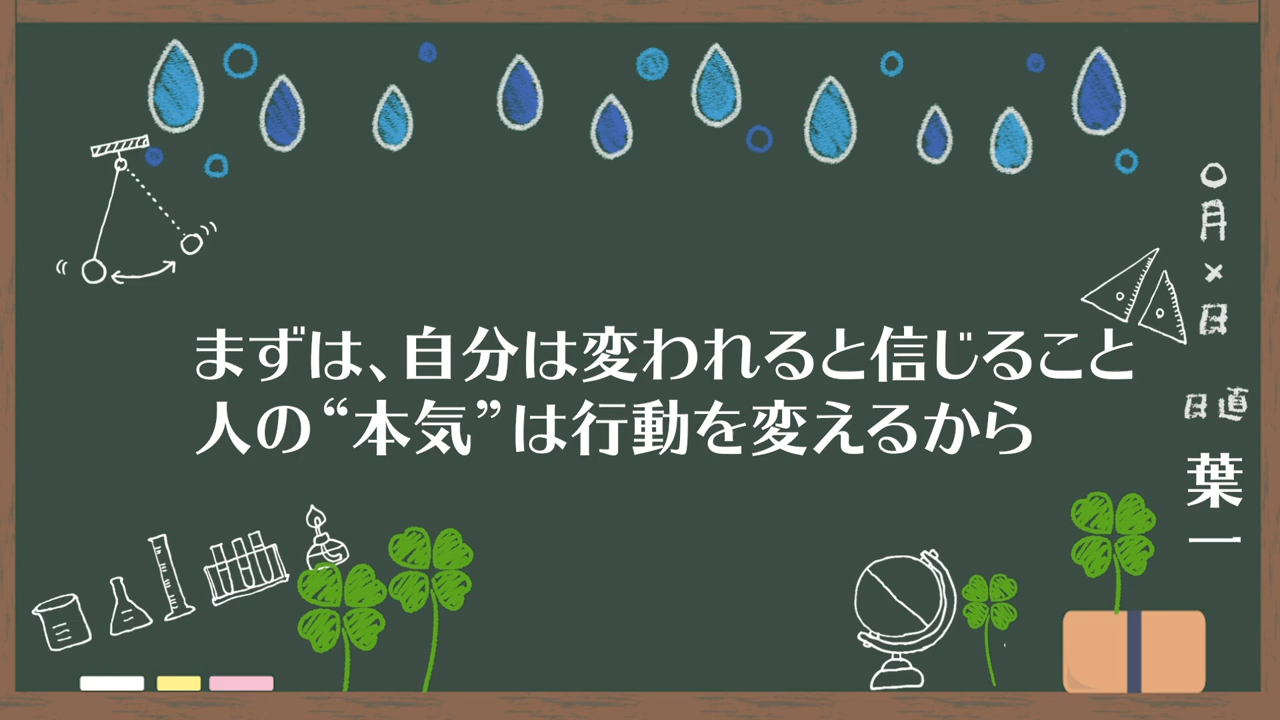 まずは、自分は変われると信じること
人の“本気”は行動を変えるから
〇月×日
日直
葉一